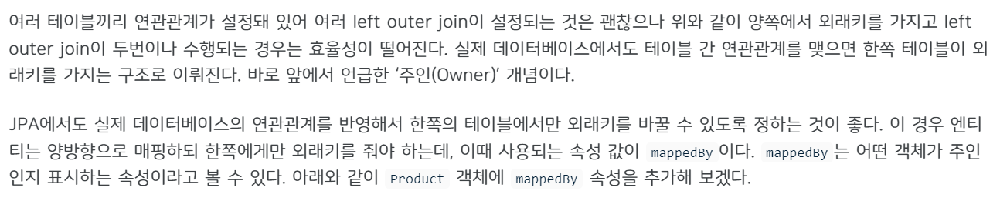 여러 테이블끼리 연관관계가 설정돼 있어 여러 left outer join이 설정되는 것은 괜찮으나 위와 같이 양쪽에서 외래키를 가지고 left
outer join이 두번이나 수행되는 경우는 효율성이 떨어진다. 실제 데이터베이스에서도 테이블 간 연관관계를 맺으면 한쪽 테이블이 외
래키를 가지는 구조로 이뤄진다. 바로 앞에서 언급한 ‘주인(Owner)’ 개념이다.
JPA에서도 실제 데이터베이스의 연관관계를 반영해서 한쪽의 테이블에서만 외래키를 바꿀 수 있도록 정하는 것이 좋다. 이 경우 엔티
티는 양방향으로 매핑하되 한쪽에게만 외래키를 줘야 하는데, 이때 사용되는 속성 값이 mappedBy 이다. mappedBy 는 어떤 객체가 주인
인지 표시하는 속성이라고 볼 수 있다. 아래와 같이 Product 객체에 mappedBy 속성을 추가해 보겠다.